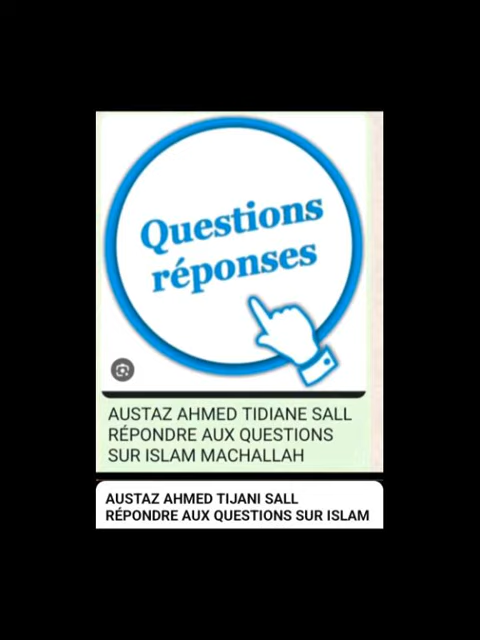 Questions
réponses
AUSTAZ AHMED TIDIANE SALL
RÉPONDRE AUX QUESTIONS
SUR ISLAM MACHALLAH
AUSTAZ AHMED TIJANI SALL
RÉPONDRE AUX QUESTIONS SUR ISLAM